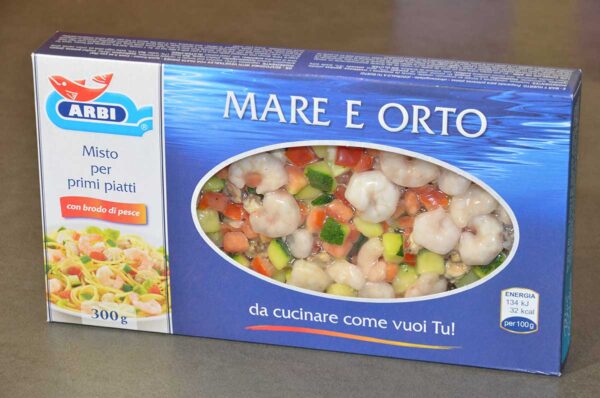 ARBI
®
Misto
per
primi piatti
con brodo di pesce
300g
MARE E ORTO
da cucinare come vuoi Tu!
ENERGIA
134 kJ
32 kcal
per 100g